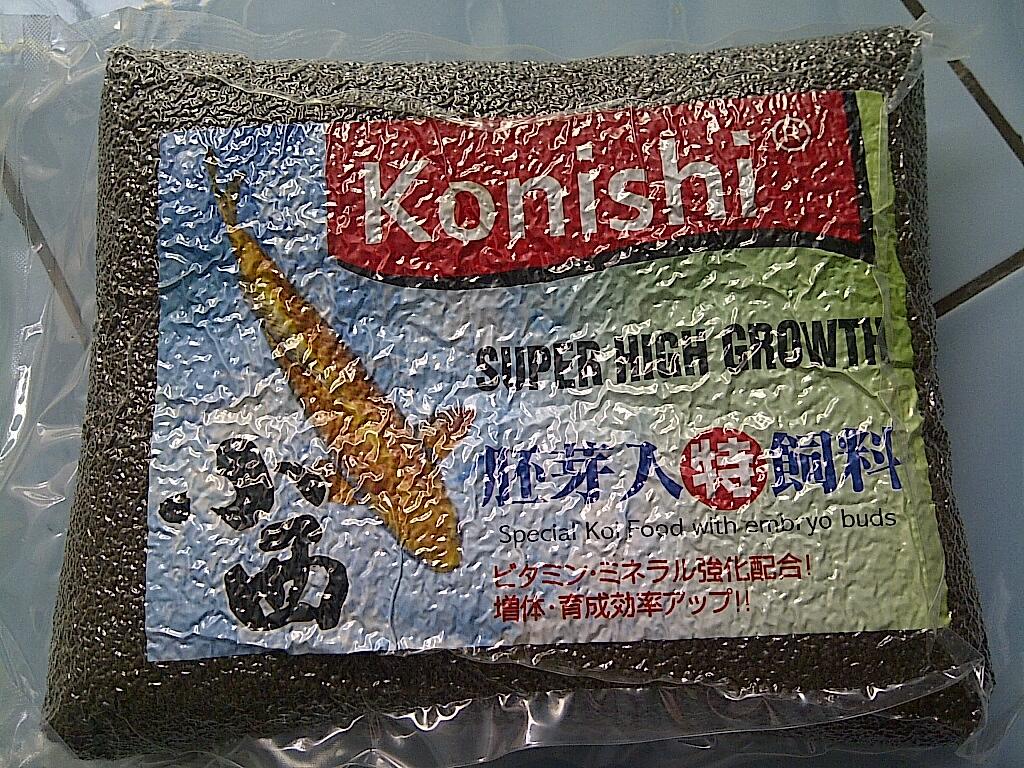 Konishi ®
SUPER HIGH GROWTH
胚芽入特飼料
Special Koi Food with embryo buds
ビタミン・ミネラル強化配合!
増体・育成効率アップ!!